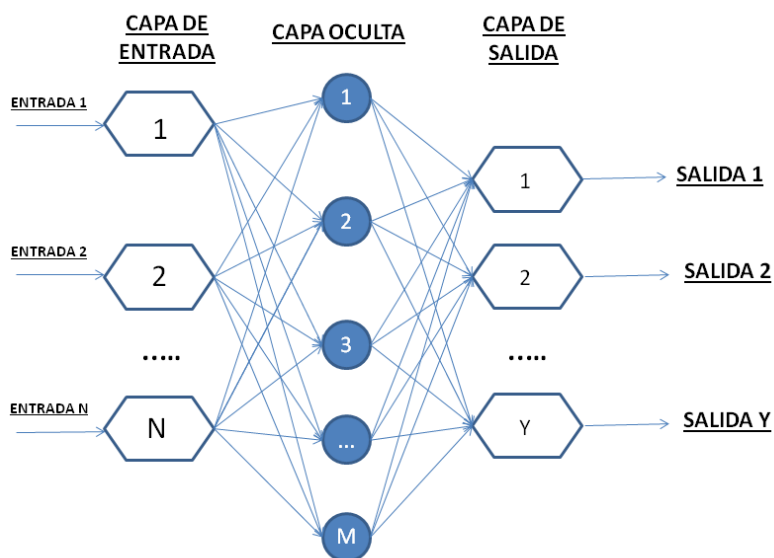 CAPA DE
ENTRADA
CAPA OCULTA
CAPA DE
SALIDA
ENTRADA 1
1
1
1
SALIDA 1
2
ENTRADA 2
2
2
SALIDA 2
.....
3
.....
ENTRADA N
N
...
Y
SALIDA Y
M